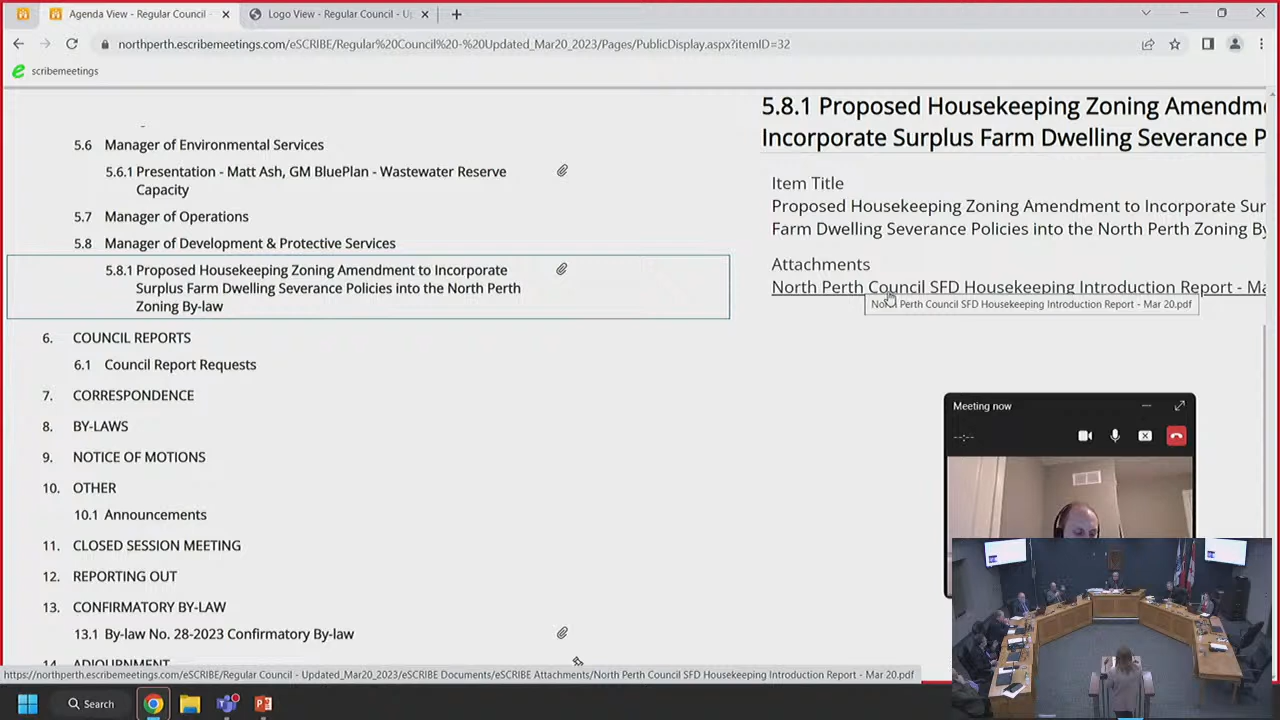 Agenda View - Regular Council -
Logo View - Regular Council - U
northperth.escribemeetings.com/eSCRIBE/Regular%20Council%20-%20Updated_Mar20_2023/Pages/PublicDisplay.aspx?itemID=32
scribemeetings
5.6 Manager of Environmental Services
5.6.1 Presentation - Matt Ash, GM BluePlan - Wastewater Reserve
Capacity
5.7 Manager of Operations
5.8 Manager of Development & Protective Services
5.8.1 Proposed Housekeeping Zoning Amendment to Incorporate
Surplus Farm Dwelling Severance Policies into the North Perth
Zoning By-law
6. COUNCIL REPORTS
6.1 Council Report Requests
7. CORRESPONDENCE
8. BY-LAWS
9. NOTICE OF MOTIONS
10. OTHER
10.1 Announcements
11. CLOSED SESSION MEETING
12. REPORTING OUT
13. CONFIRMATORY BY-LAW
13.1 By-law No. 28-2023 Confirmatory By-law
14. ADJOURNMENT
5.8.1 Proposed Housekeeping Zoning Amendm
Incorporate Surplus Farm Dwelling Severance P
Item Title
Proposed Housekeeping Zoning Amendment to Incorporate Sur
Farm Dwelling Severance Policies into the North Perth Zoning By
Attachments
North Perth Council SFD Housekeeping Introduction Report - Ma
North Perth Council SFD Housekeeping Introduction Report - Mar 20.pdf
Meeting now
--:--
https://northperth.escribemeetings.com/eSCRIBE/Regular Council - Updated_Mar20_2023/eSCRIBE Documents/eSCRIBE Attachments/North Perth Council SFD Housekeeping Introduction Report - Mar 20.pdf
Search